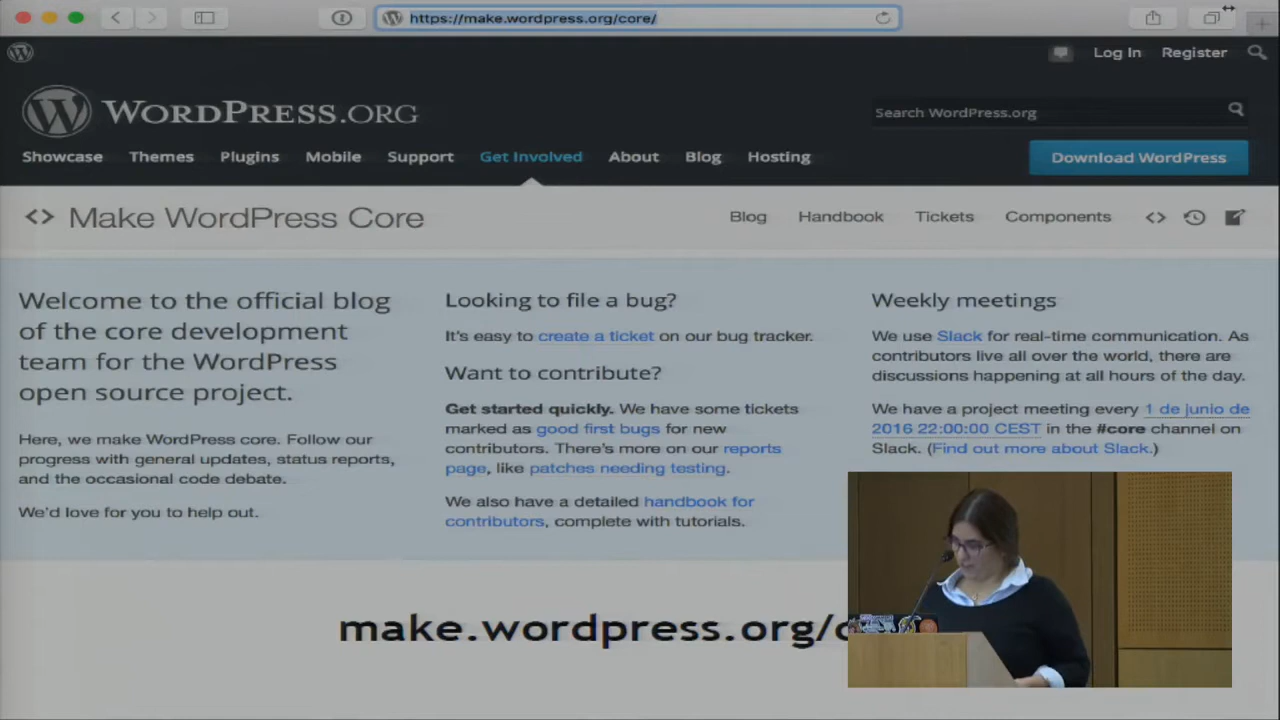 https://make.wordpress.org/core/
Log In Register
WORDPRESS.ORG
Search WordPress.org
Showcase Themes Plugins Mobile Support Get Involved About Blog Hosting
Download WordPress
<> Make WordPress Core
Blog Handbook Tickets Components <>
Welcome to the official blog
of the core development
team for the WordPress
open source project.
Here, we make WordPress core. Follow our
progress with general updates, status reports,
and the occasional code debate.
We'd love for you to help out.
Looking to file a bug?
It's easy to create a ticket on our bug tracker.
Want to contribute?
Get started quickly. We have some tickets
marked as good first bugs for new
contributors. There's more on our reports
page, like patches needing testing.
We also have a detailed handbook for
contributors, complete with tutorials.
Weekly meetings
We use Slack for real-time communication. As
contributors live all over the world, there are
discussions happening at all hours of the day.
We have a project meeting every 1 de junio de
2016 22:00:00 CEST in the #core channel on
Slack. (Find out more about Slack.)
make.wordpress.org/